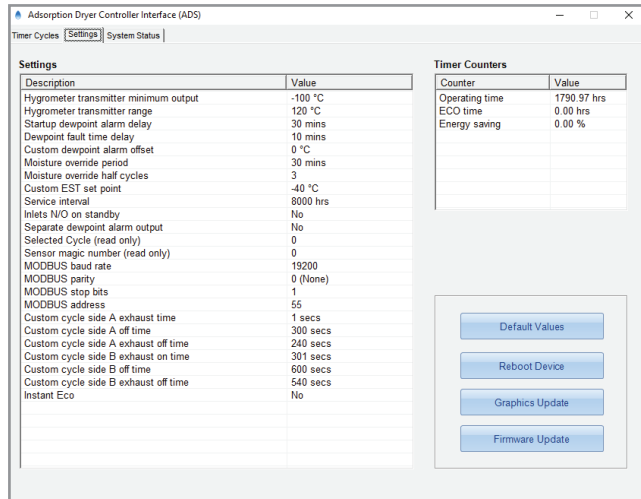 Adsorption Dryer Controller Interface (ADS)
Timer Cycles Settings System Status
Settings
Description Value
Hygrometer transmitter minimum output -100 °C
Hygrometer transmitter range 120 °C
Startup dewpoint alarm delay 30 mins
Dewpoint fault time delay 10 mins
Custom dewpoint alarm offset 0 °C
Moisture override period 30 mins
Moisture override half cycles 3
Custom EST set point -40 °C
Service interval 8000 hrs
Inlets N/O on standby No
Separate dewpoint alarm output No
Selected Cycle (read only) 0
Sensor magic number (read only) 0
MODBUS baud rate 19200
MODBUS parity 0 (None)
MODBUS stop bits 1
MODBUS address 55
Custom cycle side A exhaust time 1 secs
Custom cycle side A off time 300 secs
Custom cycle side A exhaust off time 240 secs
Custom cycle side B exhaust on time 301 secs
Custom cycle side B off time 600 secs
Custom cycle side B exhaust off time 540 secs
Instant Eco No
Timer Counters
Counter Value
Operating time 1790.97 hrs
ECO time 0.00 hrs
Energy saving 0.00 %
Default Values
Reboot Device
Graphics Update
Firmware Update